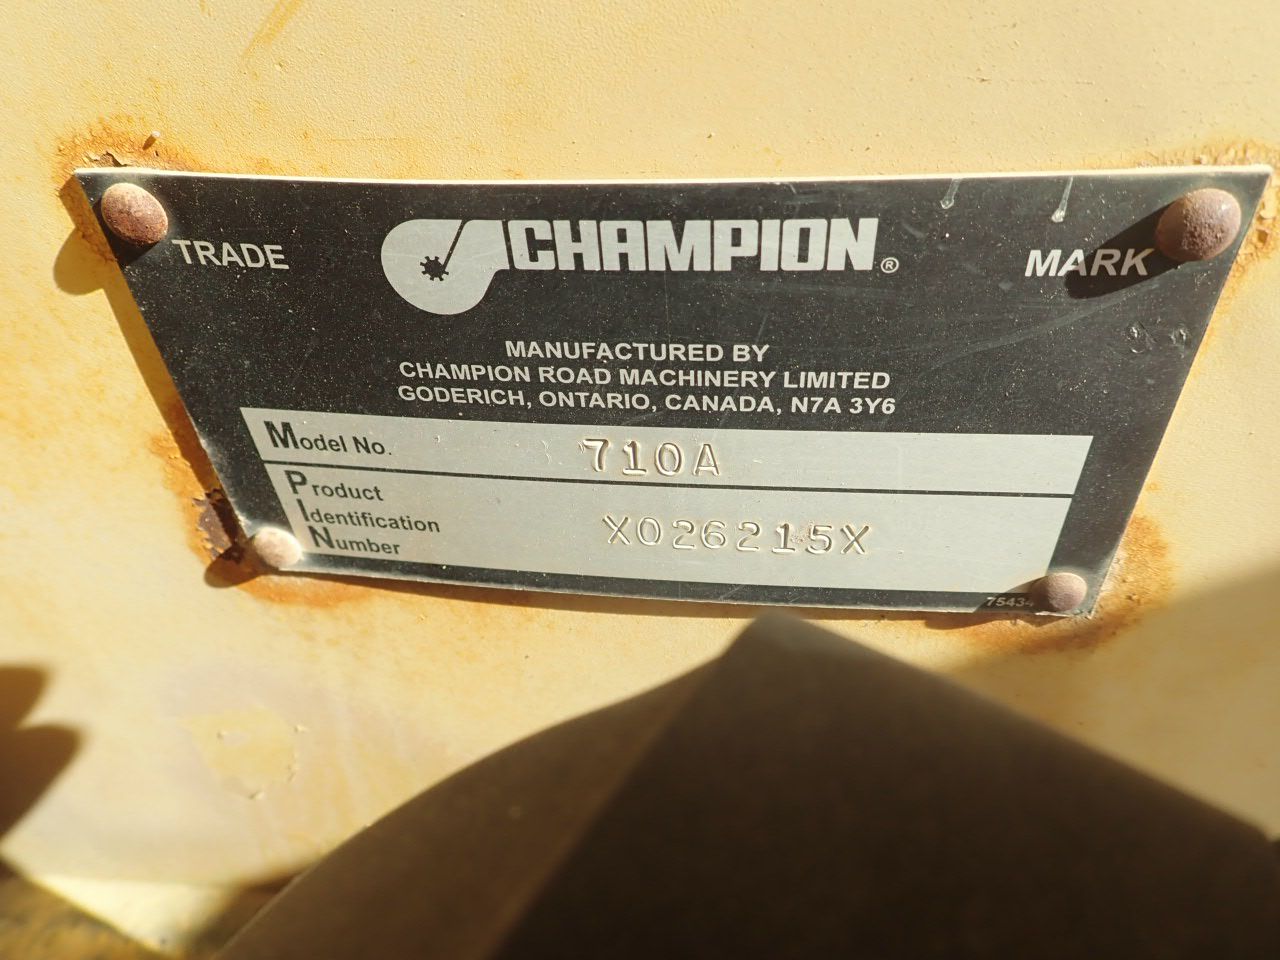 TRADE CHAMPION® MARK
MANUFACTURED BY
CHAMPION ROAD MACHINERY LIMITED
GODERICH, ONTARIO, CANADA, N7A 3Y6
Model No. 710A
Product
Identification
Number X026215X